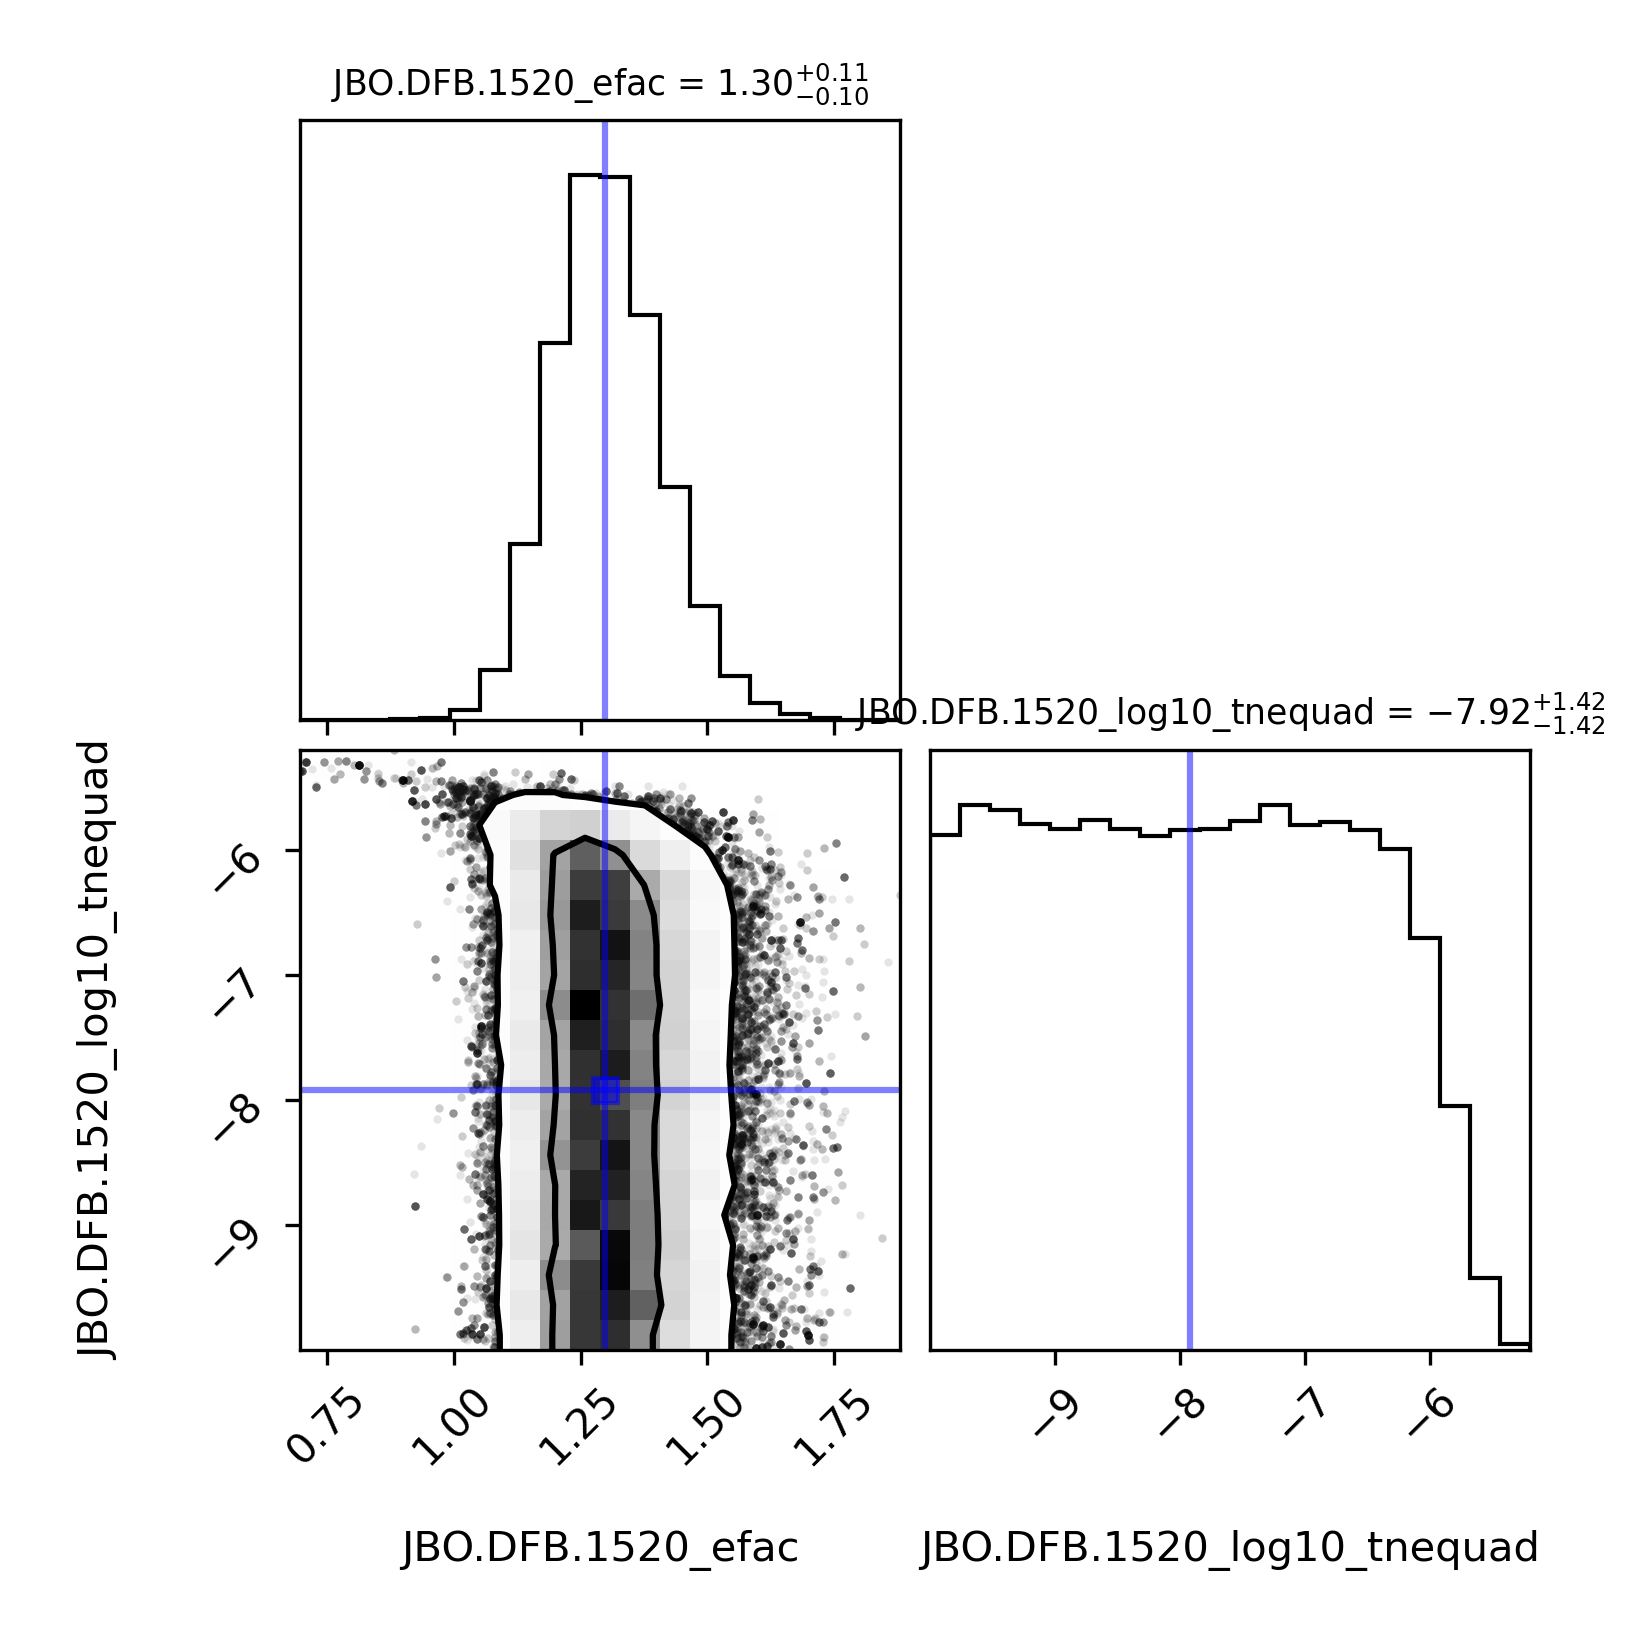 JBO.DFB.1520_efac = 1.30+0.11−0.10
JBO.DFB.1520_log10_tnequad = −7.92+1.42−1.42
JBO.DFB.1520_log10_tnequad
−6
−7
−8
−9
0.75
1.00
1.25
1.50
1.75
−9
−8
−7
−6
JBO.DFB.1520_efac
JBO.DFB.1520_log10_tnequad